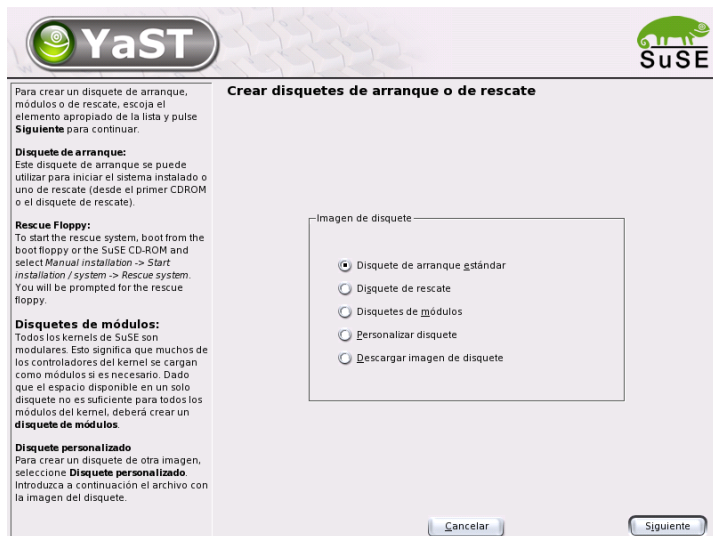 YaST
SuSE
Para crear un disquete de arranque,
módulos o de rescate, escoja el
elemento apropiado de la lista y pulse
Siguiente para continuar.
Disquete de arranque:
Este disquete de arranque se puede
utilizar para iniciar el sistema instalado o
uno de rescate (desde el primer CDROM
o el disquete de rescate).
Rescue Floppy:
To start the rescue system, boot from the
boot floppy or the SuSE CD-ROM and
select Manual installation -> Start
installation / system -> Rescue system.
You will be prompted for the rescue
floppy.
Disquetes de módulos:
Todos los kernels de SuSE son
modulares. Esto significa que muchos de
los controladores del kernel se cargan
como módulos si es necesario. Dado
que el espacio disponible en un solo
disquete no es suficiente para todos los
módulos del kernel, deberá crear un
disquete de módulos.
Disquete personalizado
Para crear un disquete de otra imagen,
seleccione Disquete personalizado.
Introduzca a continuación el archivo con
la imagen del disquete.
Crear disquetes de arranque o de rescate
Imagen de disquete
Disquete de arranque estándar
Disquete de rescate
Disquetes de módulos
Personalizar disquete
Descargar imagen de disquete
Cancelar
Siguiente